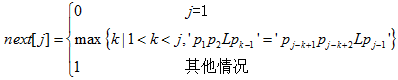 next[j] = { 0 j=1
max {k | 1 < k < j, ' p₁p₂Lpₖ₋₁ ' = ' pⱼ₋ₖ₊₁pⱼ₋ₖ₊₂Lpⱼ₋₁ ' }
1 其他情况